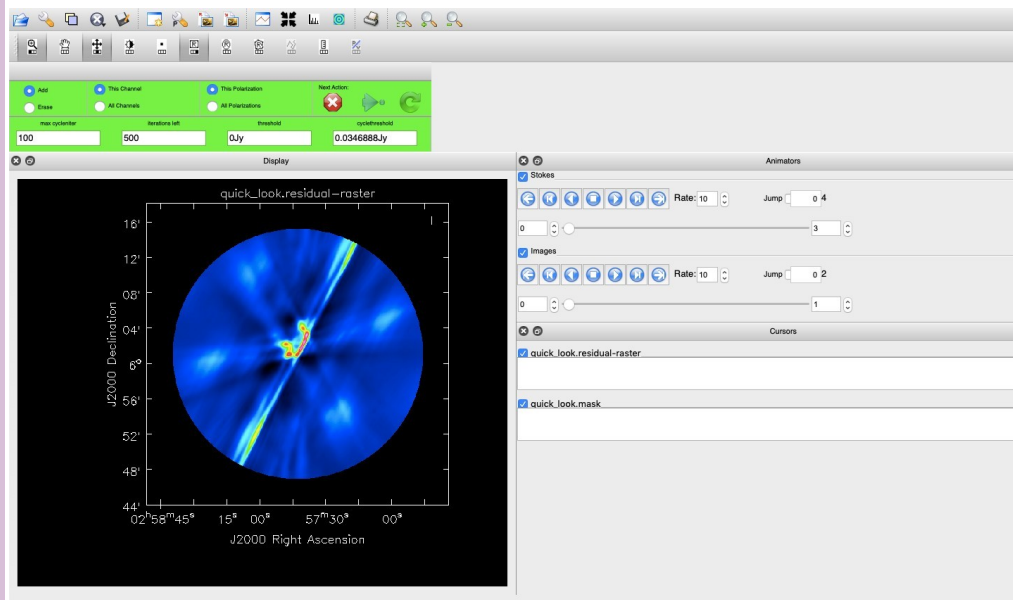 Add
This Channel
This Polarization
Next Action:
Erase
All Channels
All Polarizations
max cycleniter
iterations left
threshold
cyclethreshold
100
500
0Jy
0.0346888Jy
Display
quick_look.residual-raster
I
16'
12'
08'
04'
6°
56'
52'
48'
44'
J2000 Declination
02h58m45s
15s
00s
57m30s
00s
J2000 Right Ascension
Animators
Stokes
Rate: 10
Jump
0 4
0
3
Images
Rate: 10
Jump
0 2
0
1
Cursors
quick_look.residual-raster
quick_look.mask